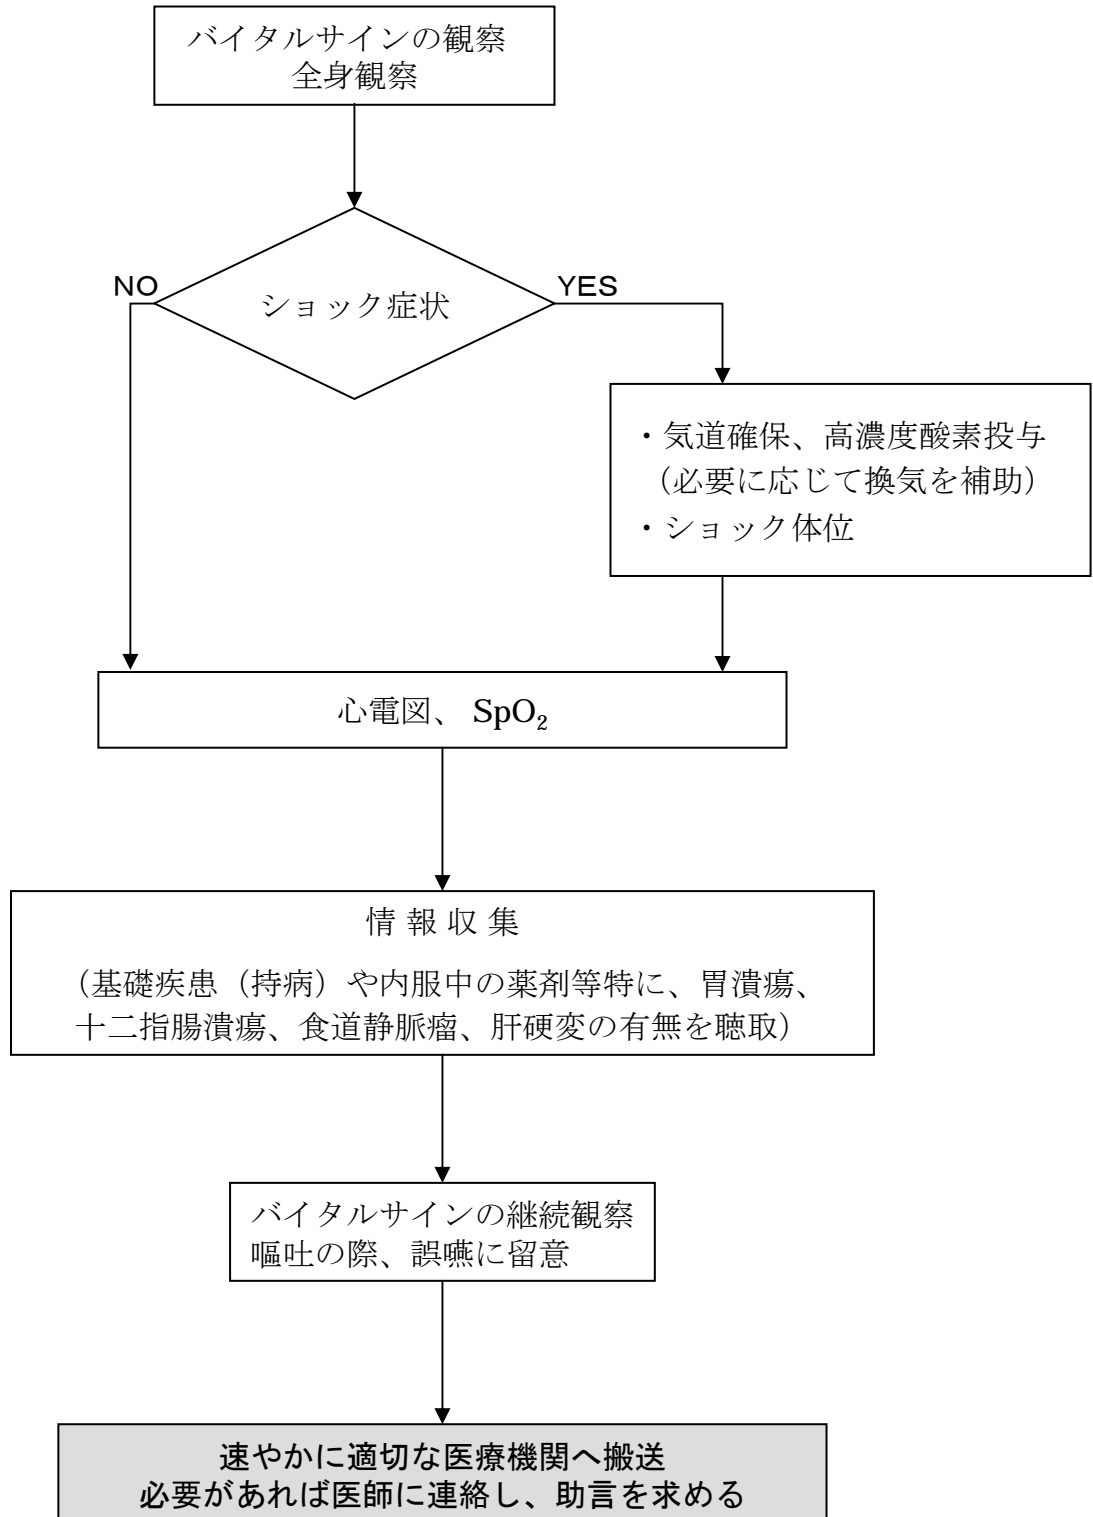 バイタルサインの観察
全身観察
NO
YES
ショック症状
・気道確保、高濃度酸素投与
（必要に応じて換気を補助）
・ショック体位
心電図、 SpO₂
情 報 収 集
（基礎疾患（持病）や内服中の薬剤等特に、胃潰瘍、
十二指腸潰瘍、食道静脈瘤、肝硬変の有無を聴取）
バイタルサインの継続観察
嘔吐の際、誤嚥に留意
速やかに適切な医療機関へ搬送
必要があれば医師に連絡し、助言を求める